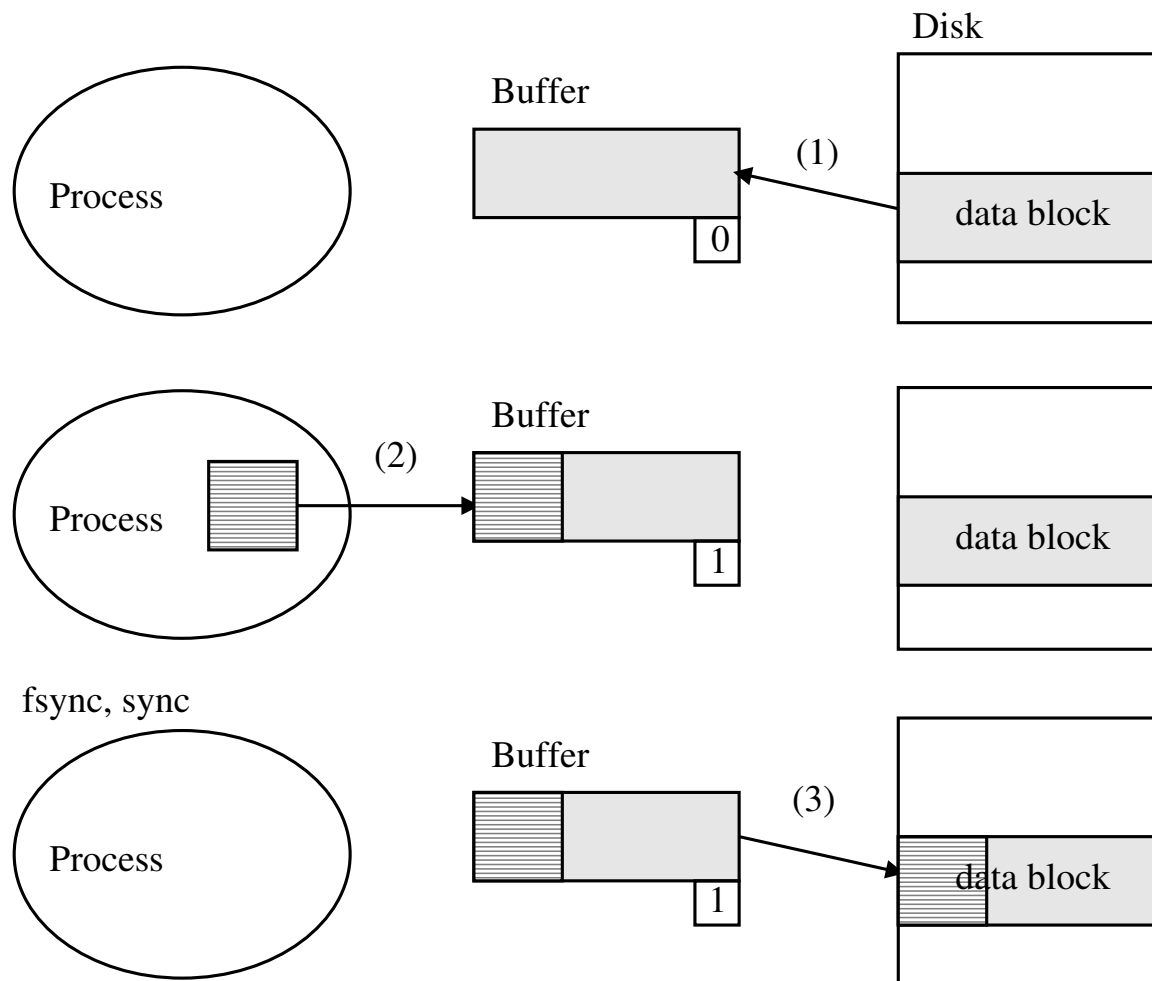 Disk
Buffer
(1)
Process
data block
0
Buffer
(2)
Process
data block
1
fsync, sync
Buffer
(3)
Process
data block
1